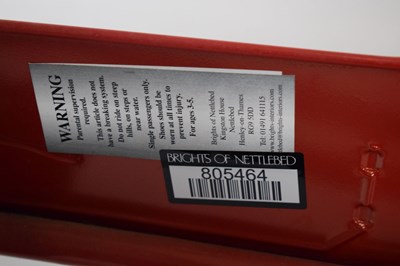 WARNING
Parental supervision
required.
This article does not
have a breaking system.
Do not ride on steep
hills, on steps or
near water.
Single passengers only.
Shoes should be
worn at all times to
prevent injury.
For ages 3-5.
Brights of Nettlebed
Kingston House
Nettlebed
Henley on Thames
RG9 5DD
Tel: 01491 641115
BRIGHTS OF NETTLEBED
805464